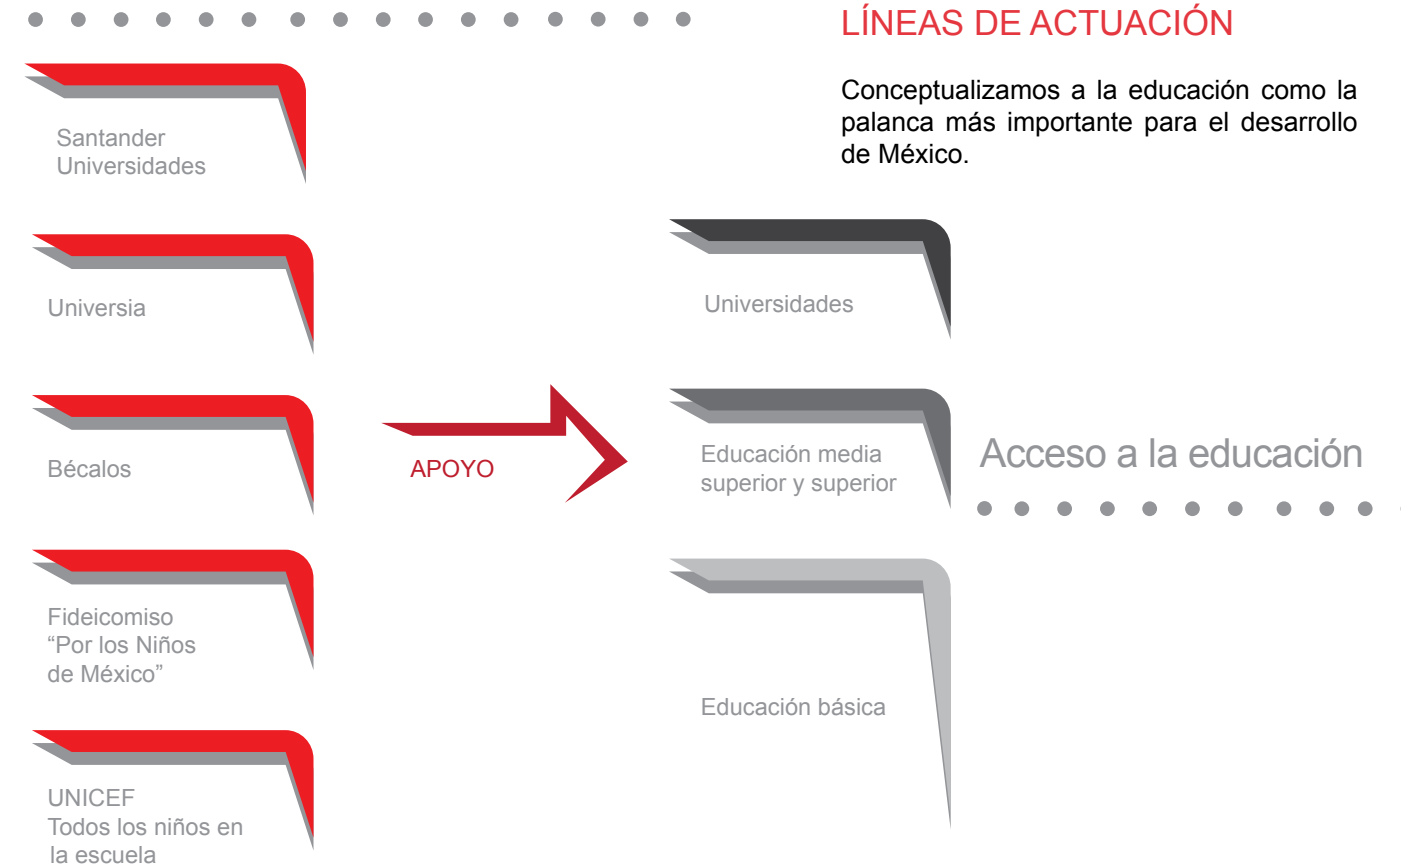 LÍNEAS DE ACTUACIÓN
Conceptualizamos a la educación como la
palanca más importante para el desarrollo
de México.
Santander
Universidades
Universia
Bécalos
Fideicomiso
“Por los Niños
de México”
UNICEF
Todos los niños en
la escuela
APOYO
Universidades
Educación media
superior y superior
Educación básica
Acceso a la educación